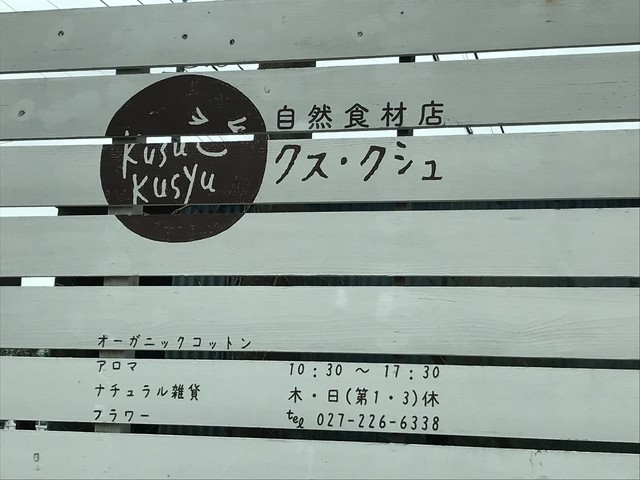 kusu
kusyu
自然食材店
クス・クシュ
オーガニックコットン
アロマ
ナチュラル雑貨
フラワー
10:30 〜 17:30
木・日(第1・3)休
tel 027-226-6338